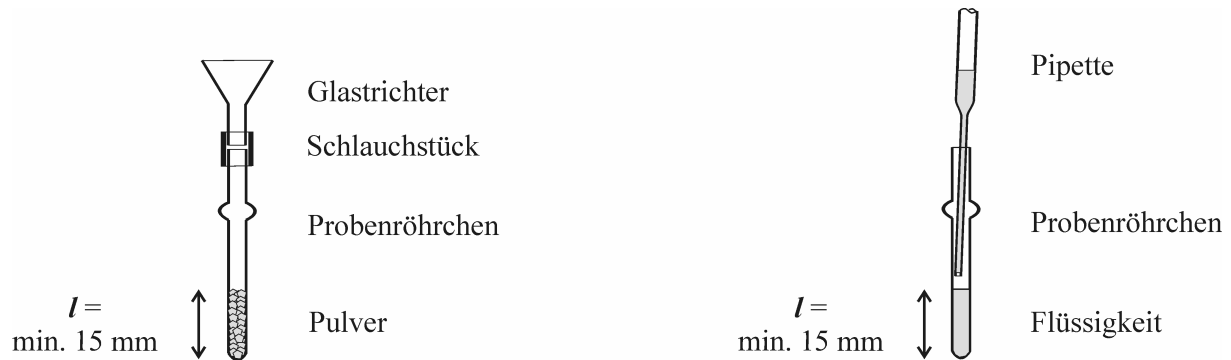 Glastrichter
Schlauchstück
Probenröhrchen
l =
min. 15 mm
Pulver
Pipette
Probenröhrchen
l =
min. 15 mm
Flüssigkeit